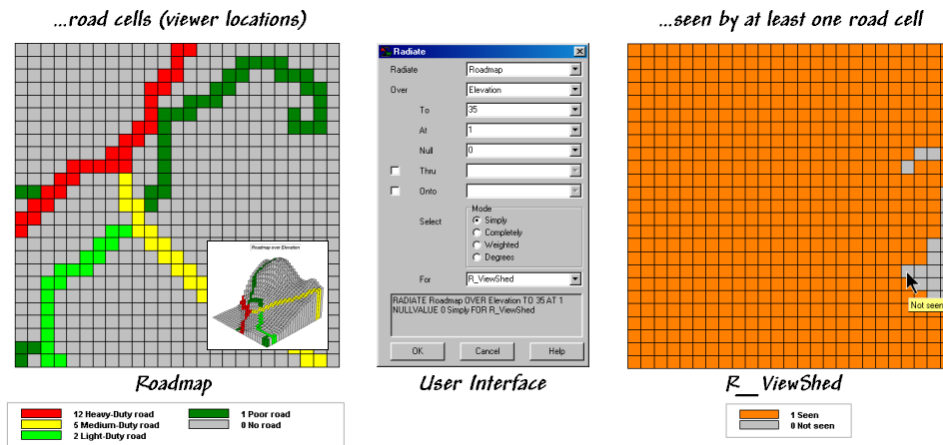 ...road cells (viewer locations)
...seen by at least one road cell
Radiate
Radiate Roadmap
Over Elevation
To 35
At 1
Null 0
Thru
Onto
Mode
Select Simply
Completely
Weighted
Degrees
For R_ViewShed
RADIATE Roadmap OVER Elevation TO 35 AT 1
NULLVALUE 0 Simply FOR R_ViewShed
OK Cancel Help
Roadmap over Elevation
Not seen
Roadmap
User Interface
R_ViewShed
12 Heavy-Duty road
5 Medium-Duty road
2 Light-Duty road
1 Poor road
0 No road
1 Seen
0 Not seen